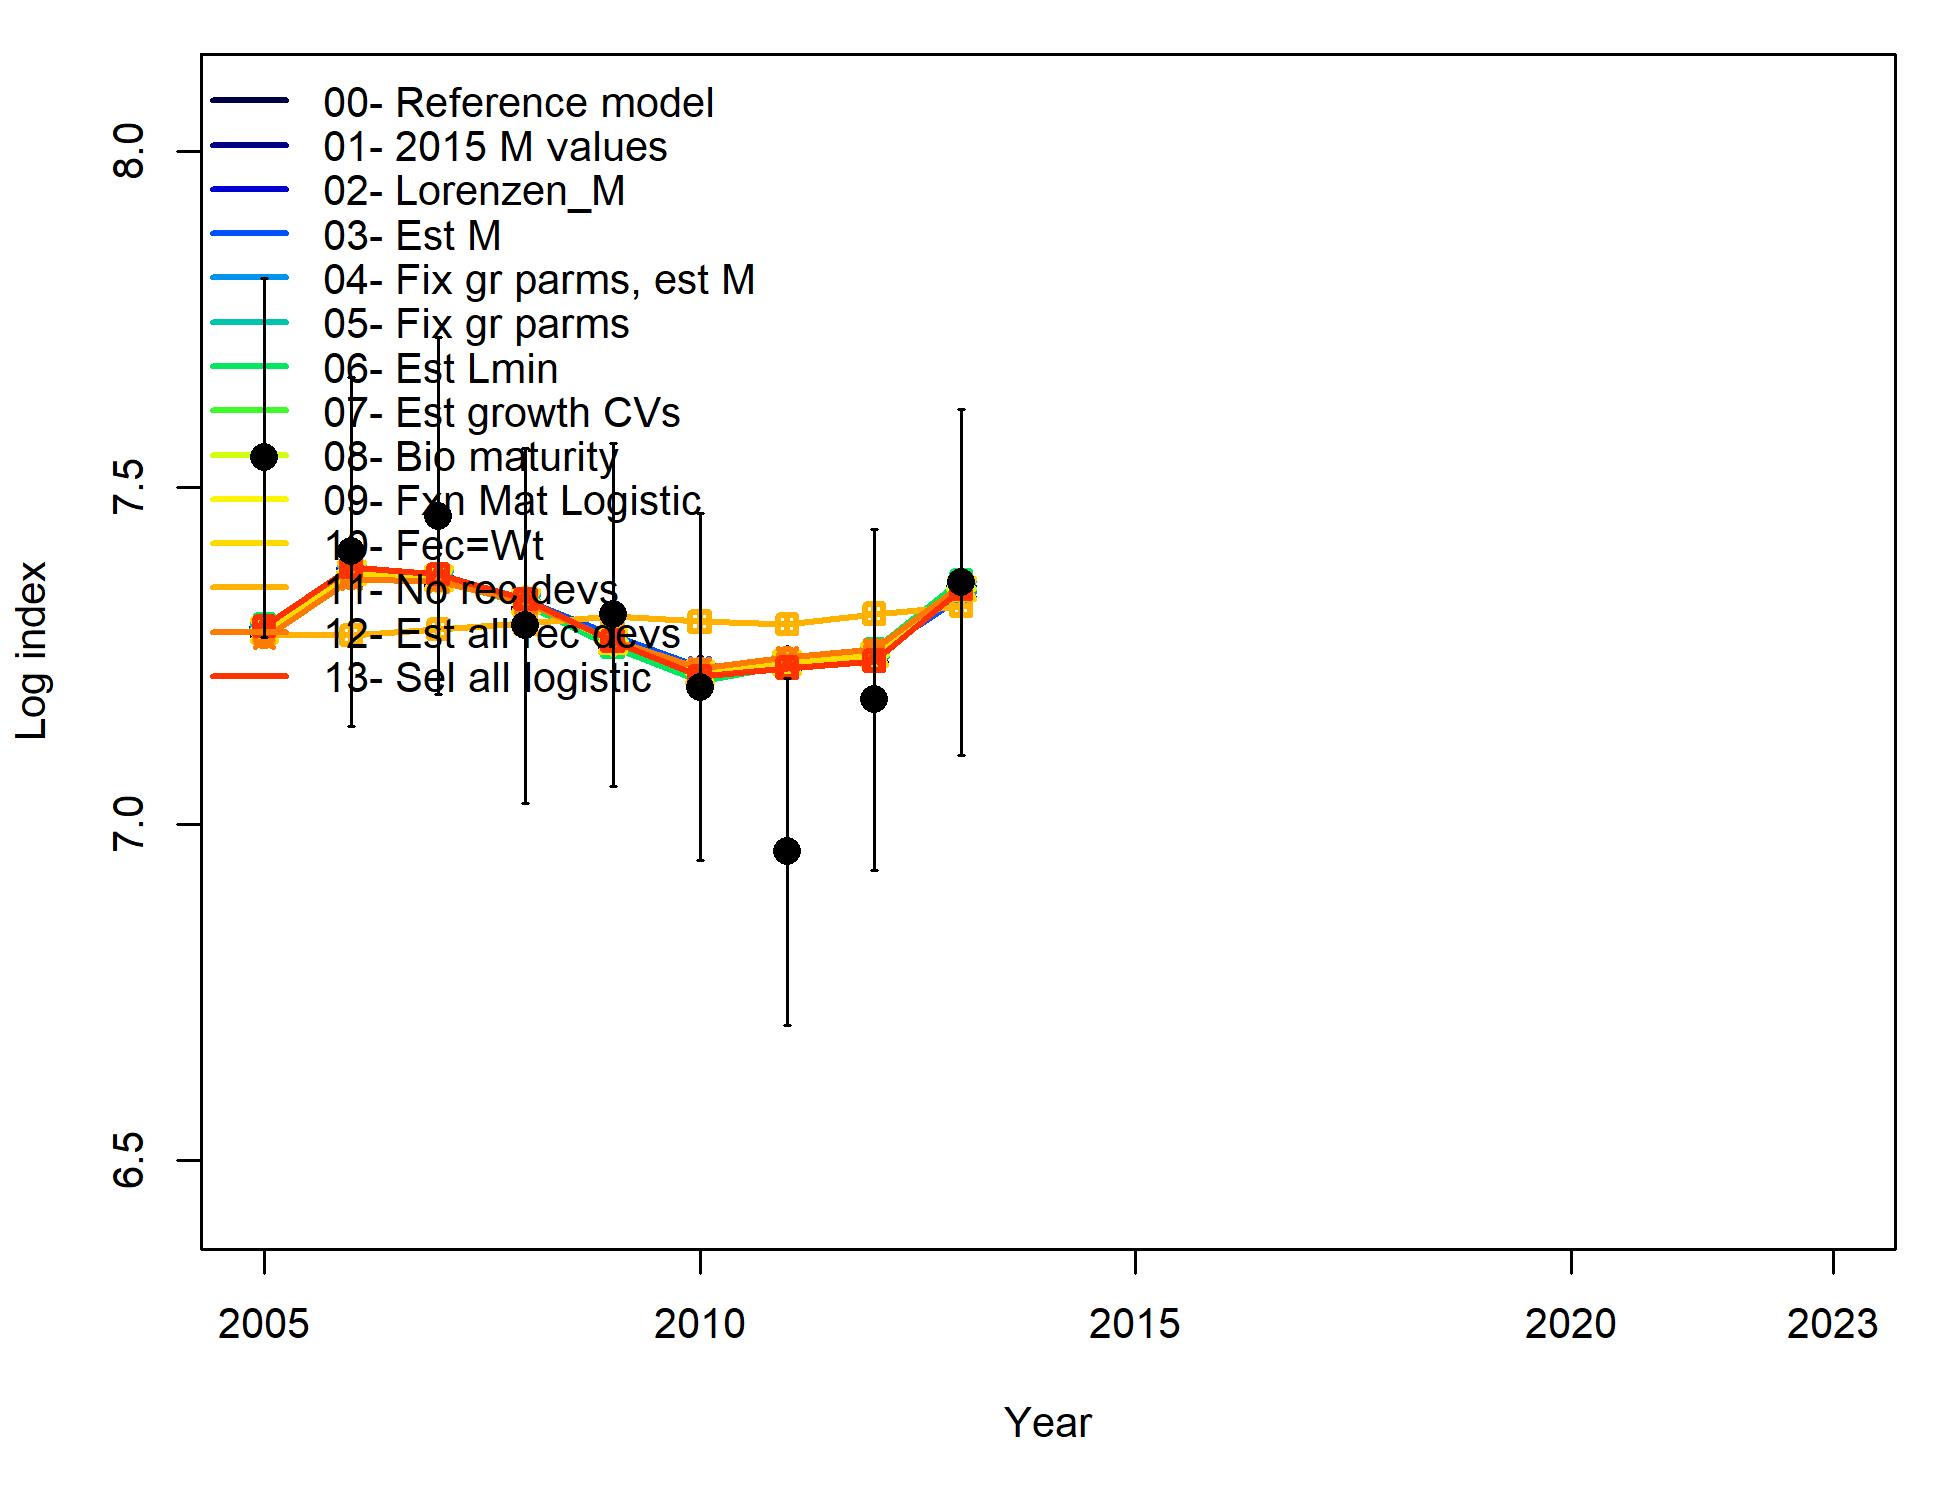 00- Reference model
01- 2015 M values
02- Lorenzen_M
03- Est M
04- Fix gr parms, est M
05- Fix gr parms
06- Est Lmin
07- Est growth CVs
08- Bio maturity
09- Fxn Mat Logistic
10- Fec=Wt
11- No rec devs
12- Est all rec devs
13- Sel all logistic
8.0
7.5
7.0
6.5
Log index
2005 2010 2015 2020 2023
Year